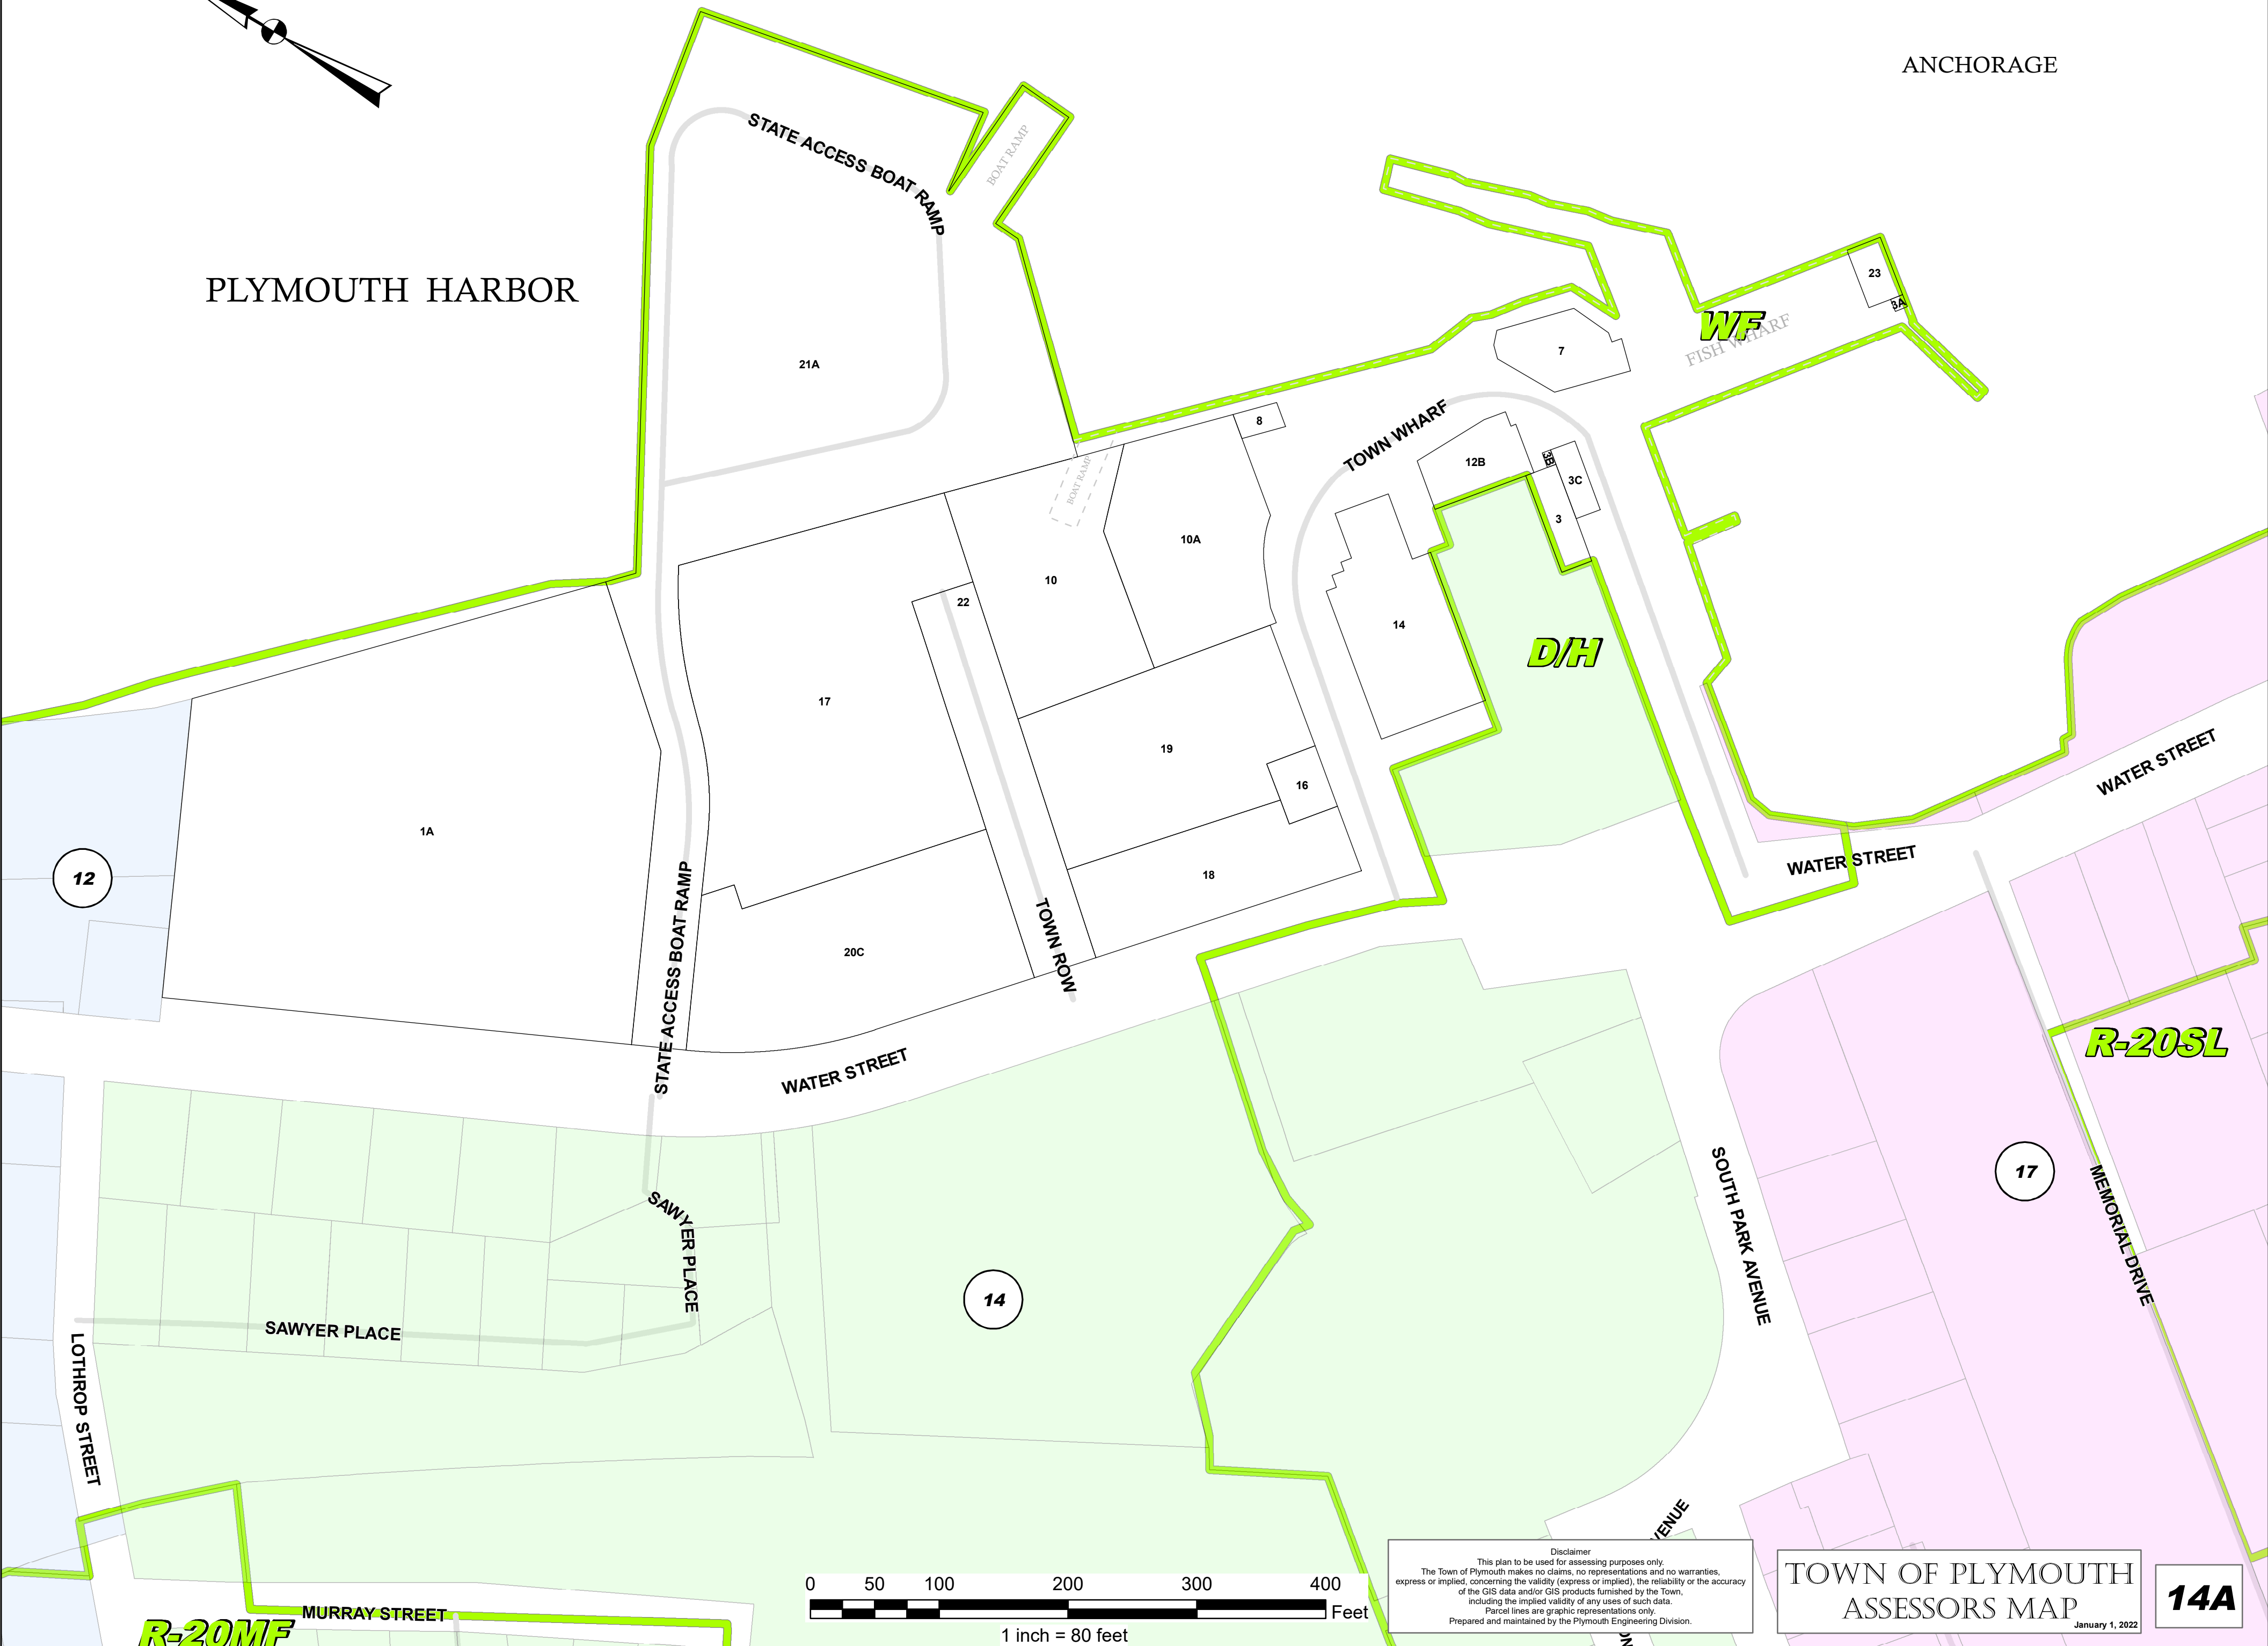 ANCHORAGE
STATE ACCESS BOAT RAMP
BOAT RAMP
PLYMOUTH HARBOR
23
3A
WF
FISH WHARF
7
21A
8
TOWN WHARF
12B
3B
3C
3
BOAT RAMP
10A
10
22
14
D/H
17
19
16
1A
12
18
WATER STREET
WATER STREET
20C
TOWN ROW
STATE ACCESS BOAT RAMP
WATER STREET
R-20SL
17
SOUTH PARK AVENUE
MEMORIAL DRIVE
SAWYER PLACE
14
SAWYER PLACE
LOTHROP STREET
MURRAY STREET
R-20MF
0 50 100 200 300 400
Feet
1 inch = 80 feet
Disclaimer
This plan to be used for assessing purposes only.
The Town of Plymouth makes no claims, no representations and no warranties,
express or implied, concerning the validity (express or implied), the reliability or the accuracy
of the GIS data and/or GIS products furnished by the Town,
including the implied validity of any uses of such data.
Parcel lines are graphic representations only.
Prepared and maintained by the Plymouth Engineering Division.
TOWN OF PLYMOUTH
ASSESSORS MAP
January 1, 2022
14A